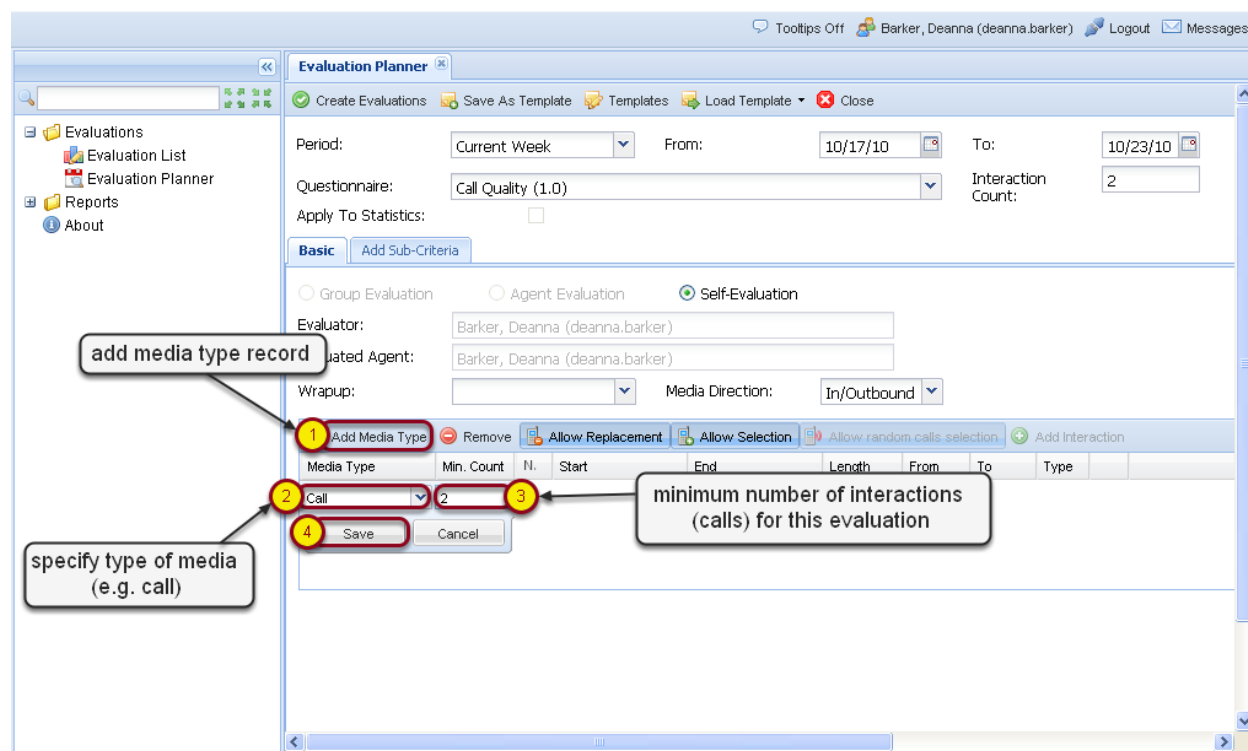 Tooltips Off Barker, Deanna (deanna.barker) Logout Messages
Evaluation Planner
Create Evaluations Save As Template Templates Load Template Close
Evaluations
Evaluation List
Evaluation Planner
Reports
About
Period: Current Week From: 10/17/10 To: 10/23/10
Questionnaire: Call Quality (1.0) Interaction Count: 2
Apply To Statistics:
Basic Add Sub-Criteria
Group Evaluation Agent Evaluation Self-Evaluation
Evaluator: Barker, Deanna (deanna.barker)
add media type record
uated Agent: Barker, Deanna (deanna.barker)
Wrapup: Media Direction: In/Outbound
1 Add Media Type Remove Allow Replacement Allow Selection Allow random calls selection Add Interaction
Media Type Min. Count N. Start End Length From To Type
2 Call 2 3
minimum number of interactions
(calls) for this evaluation
4 Save Cancel
specify type of media
(e.g. call)